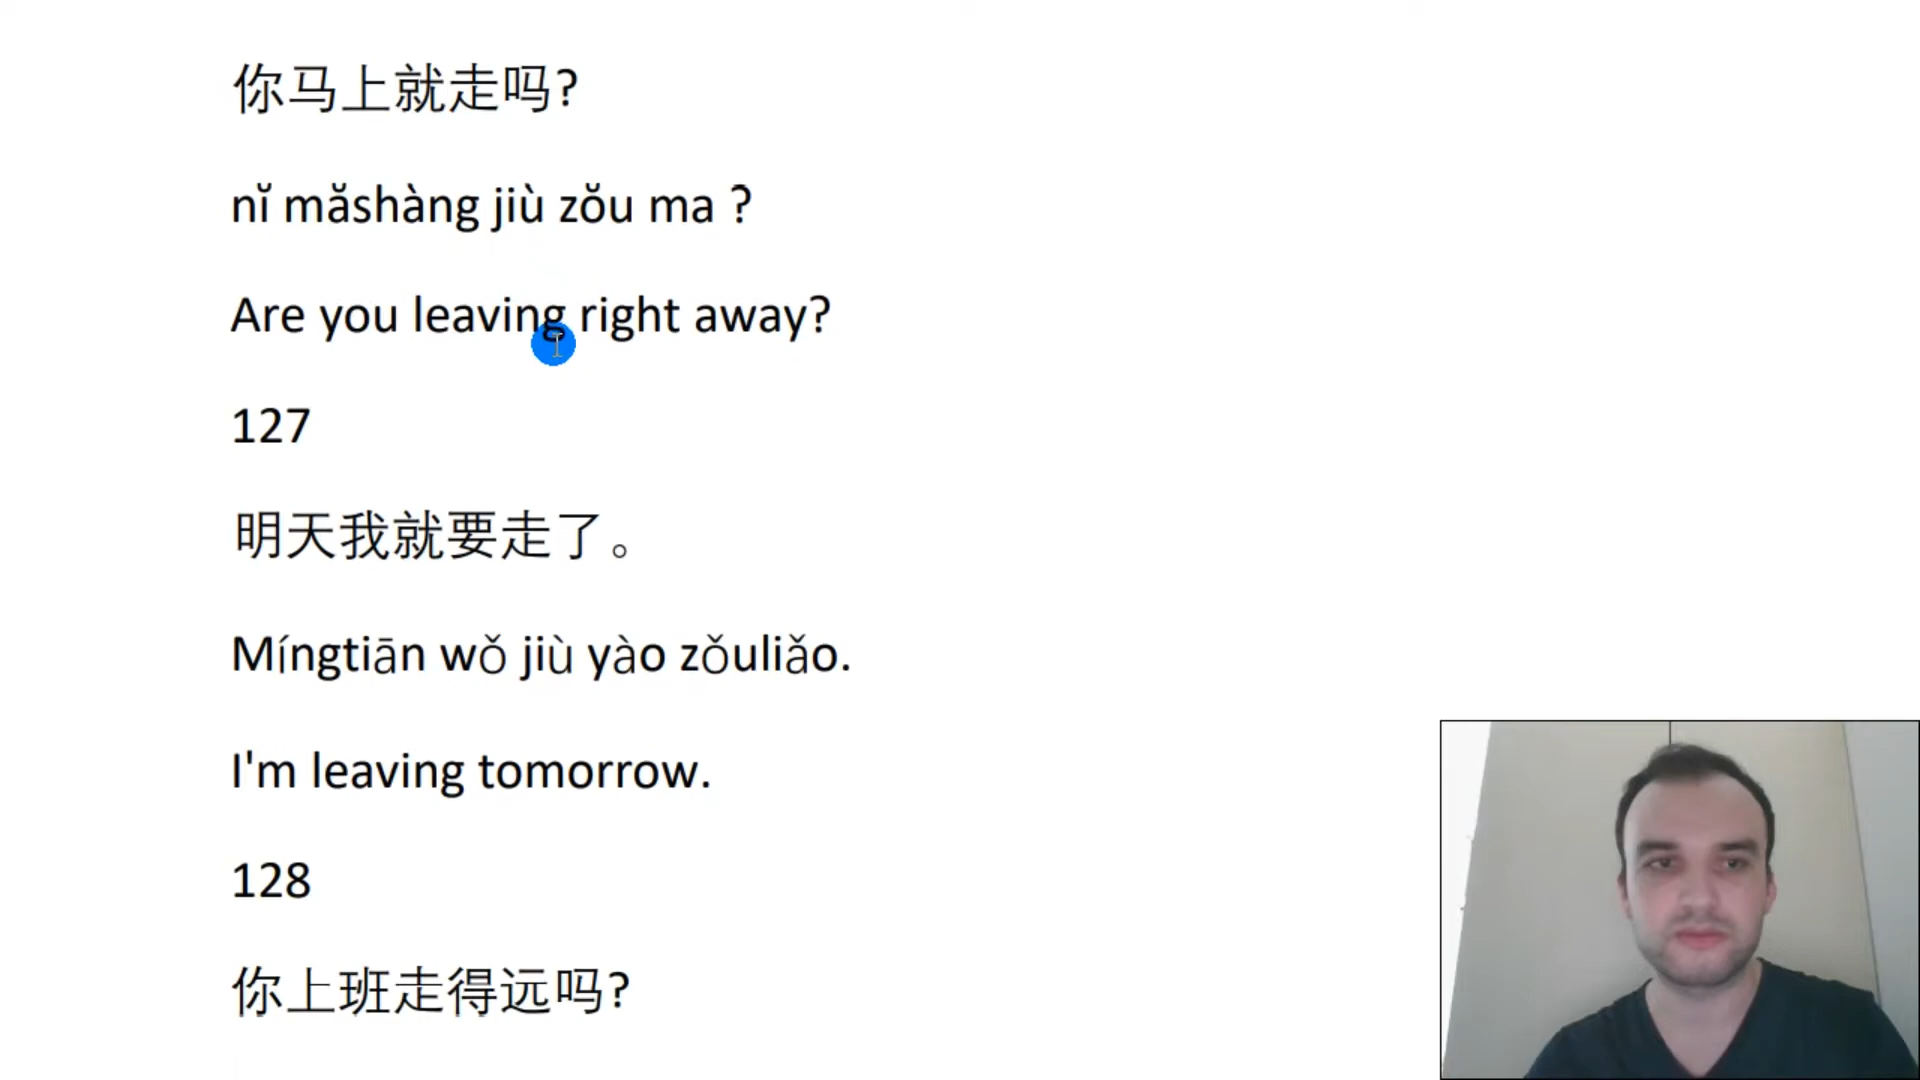 你马上就走吗?
nǐ mǎshàng jiù zǒu ma ?
Are you leaving right away?
127
明天我就要走了。
Míngtiān wǒ jiù yào zǒuliǎo.
I'm leaving tomorrow.
128
你上班走得远吗?